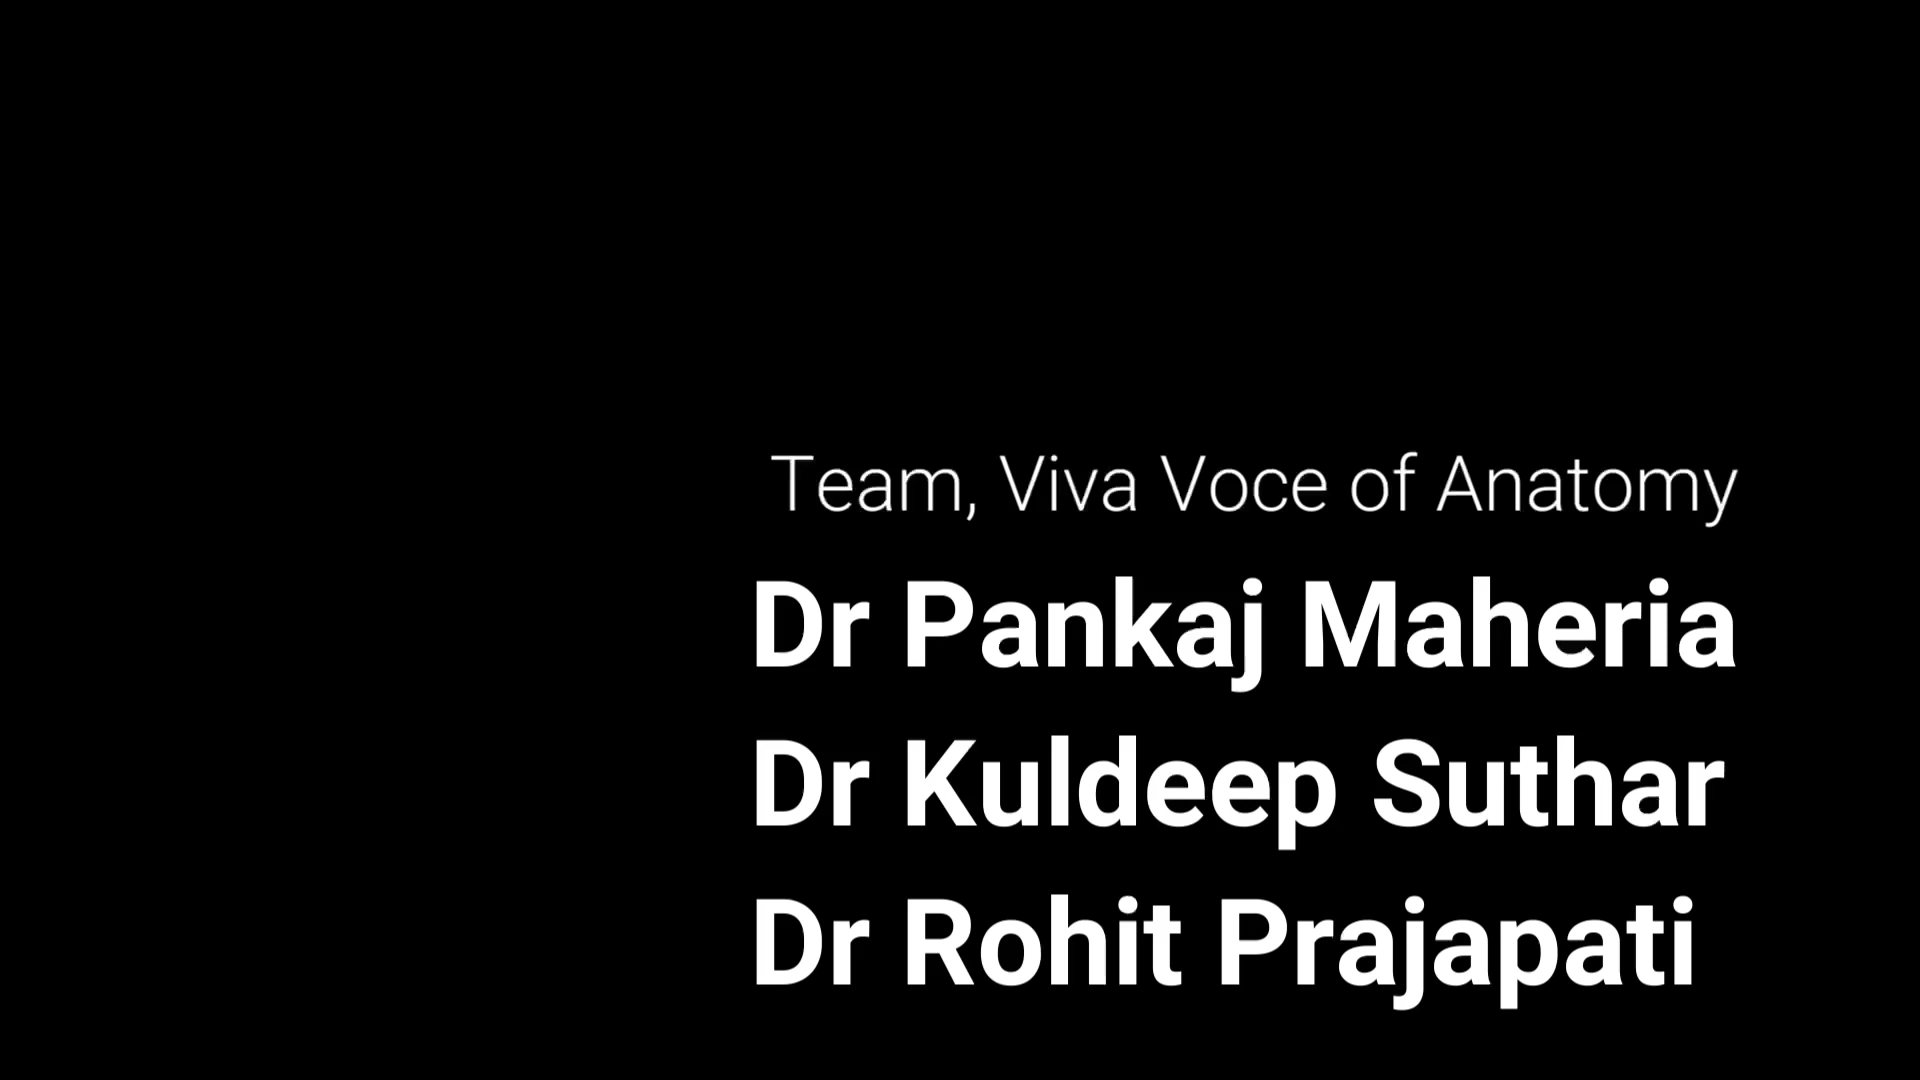 Team, Viva Voce of Anatomy
Dr Pankaj Maheria
Dr Kuldeep Suthar
Dr Rohit Prajapati